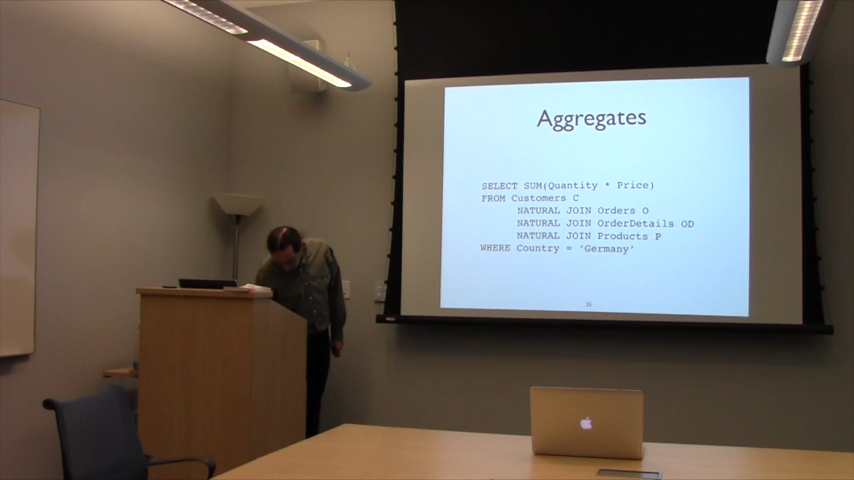 Aggregates
SELECT SUM(Quantity * Price)
FROM Customers C
NATURAL JOIN Orders O
NATURAL JOIN OrderDetails OD
NATURAL JOIN Products P
WHERE Country = ‘Germany’